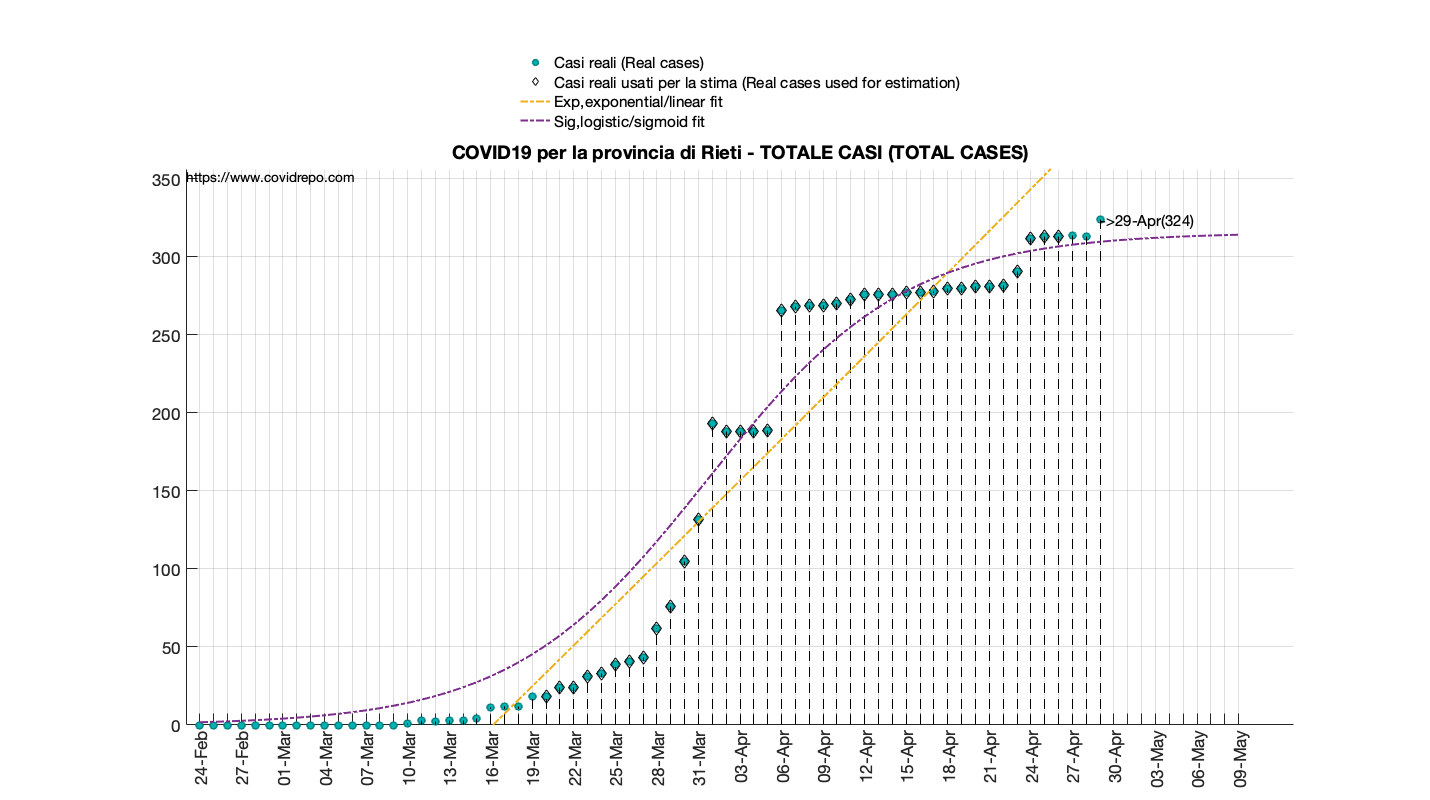 Casi reali (Real cases)
Casi reali usati per la stima (Real cases used for estimation)
Exp,exponential/linear fit
Sig,logistic/sigmoid fit
COVID19 per la provincia di Rieti - TOTALE CASI (TOTAL CASES)
350
https://www.covidrepo.com
->29-Apr(324)
300
250
200
150
100
50
0
24-Feb
27-Feb
01-Mar
04-Mar
07-Mar
10-Mar
13-Mar
16-Mar
19-Mar
22-Mar
25-Mar
28-Mar
31-Mar
03-Apr
06-Apr
09-Apr
12-Apr
15-Apr
18-Apr
21-Apr
24-Apr
27-Apr
30-Apr
03-May
06-May
09-May